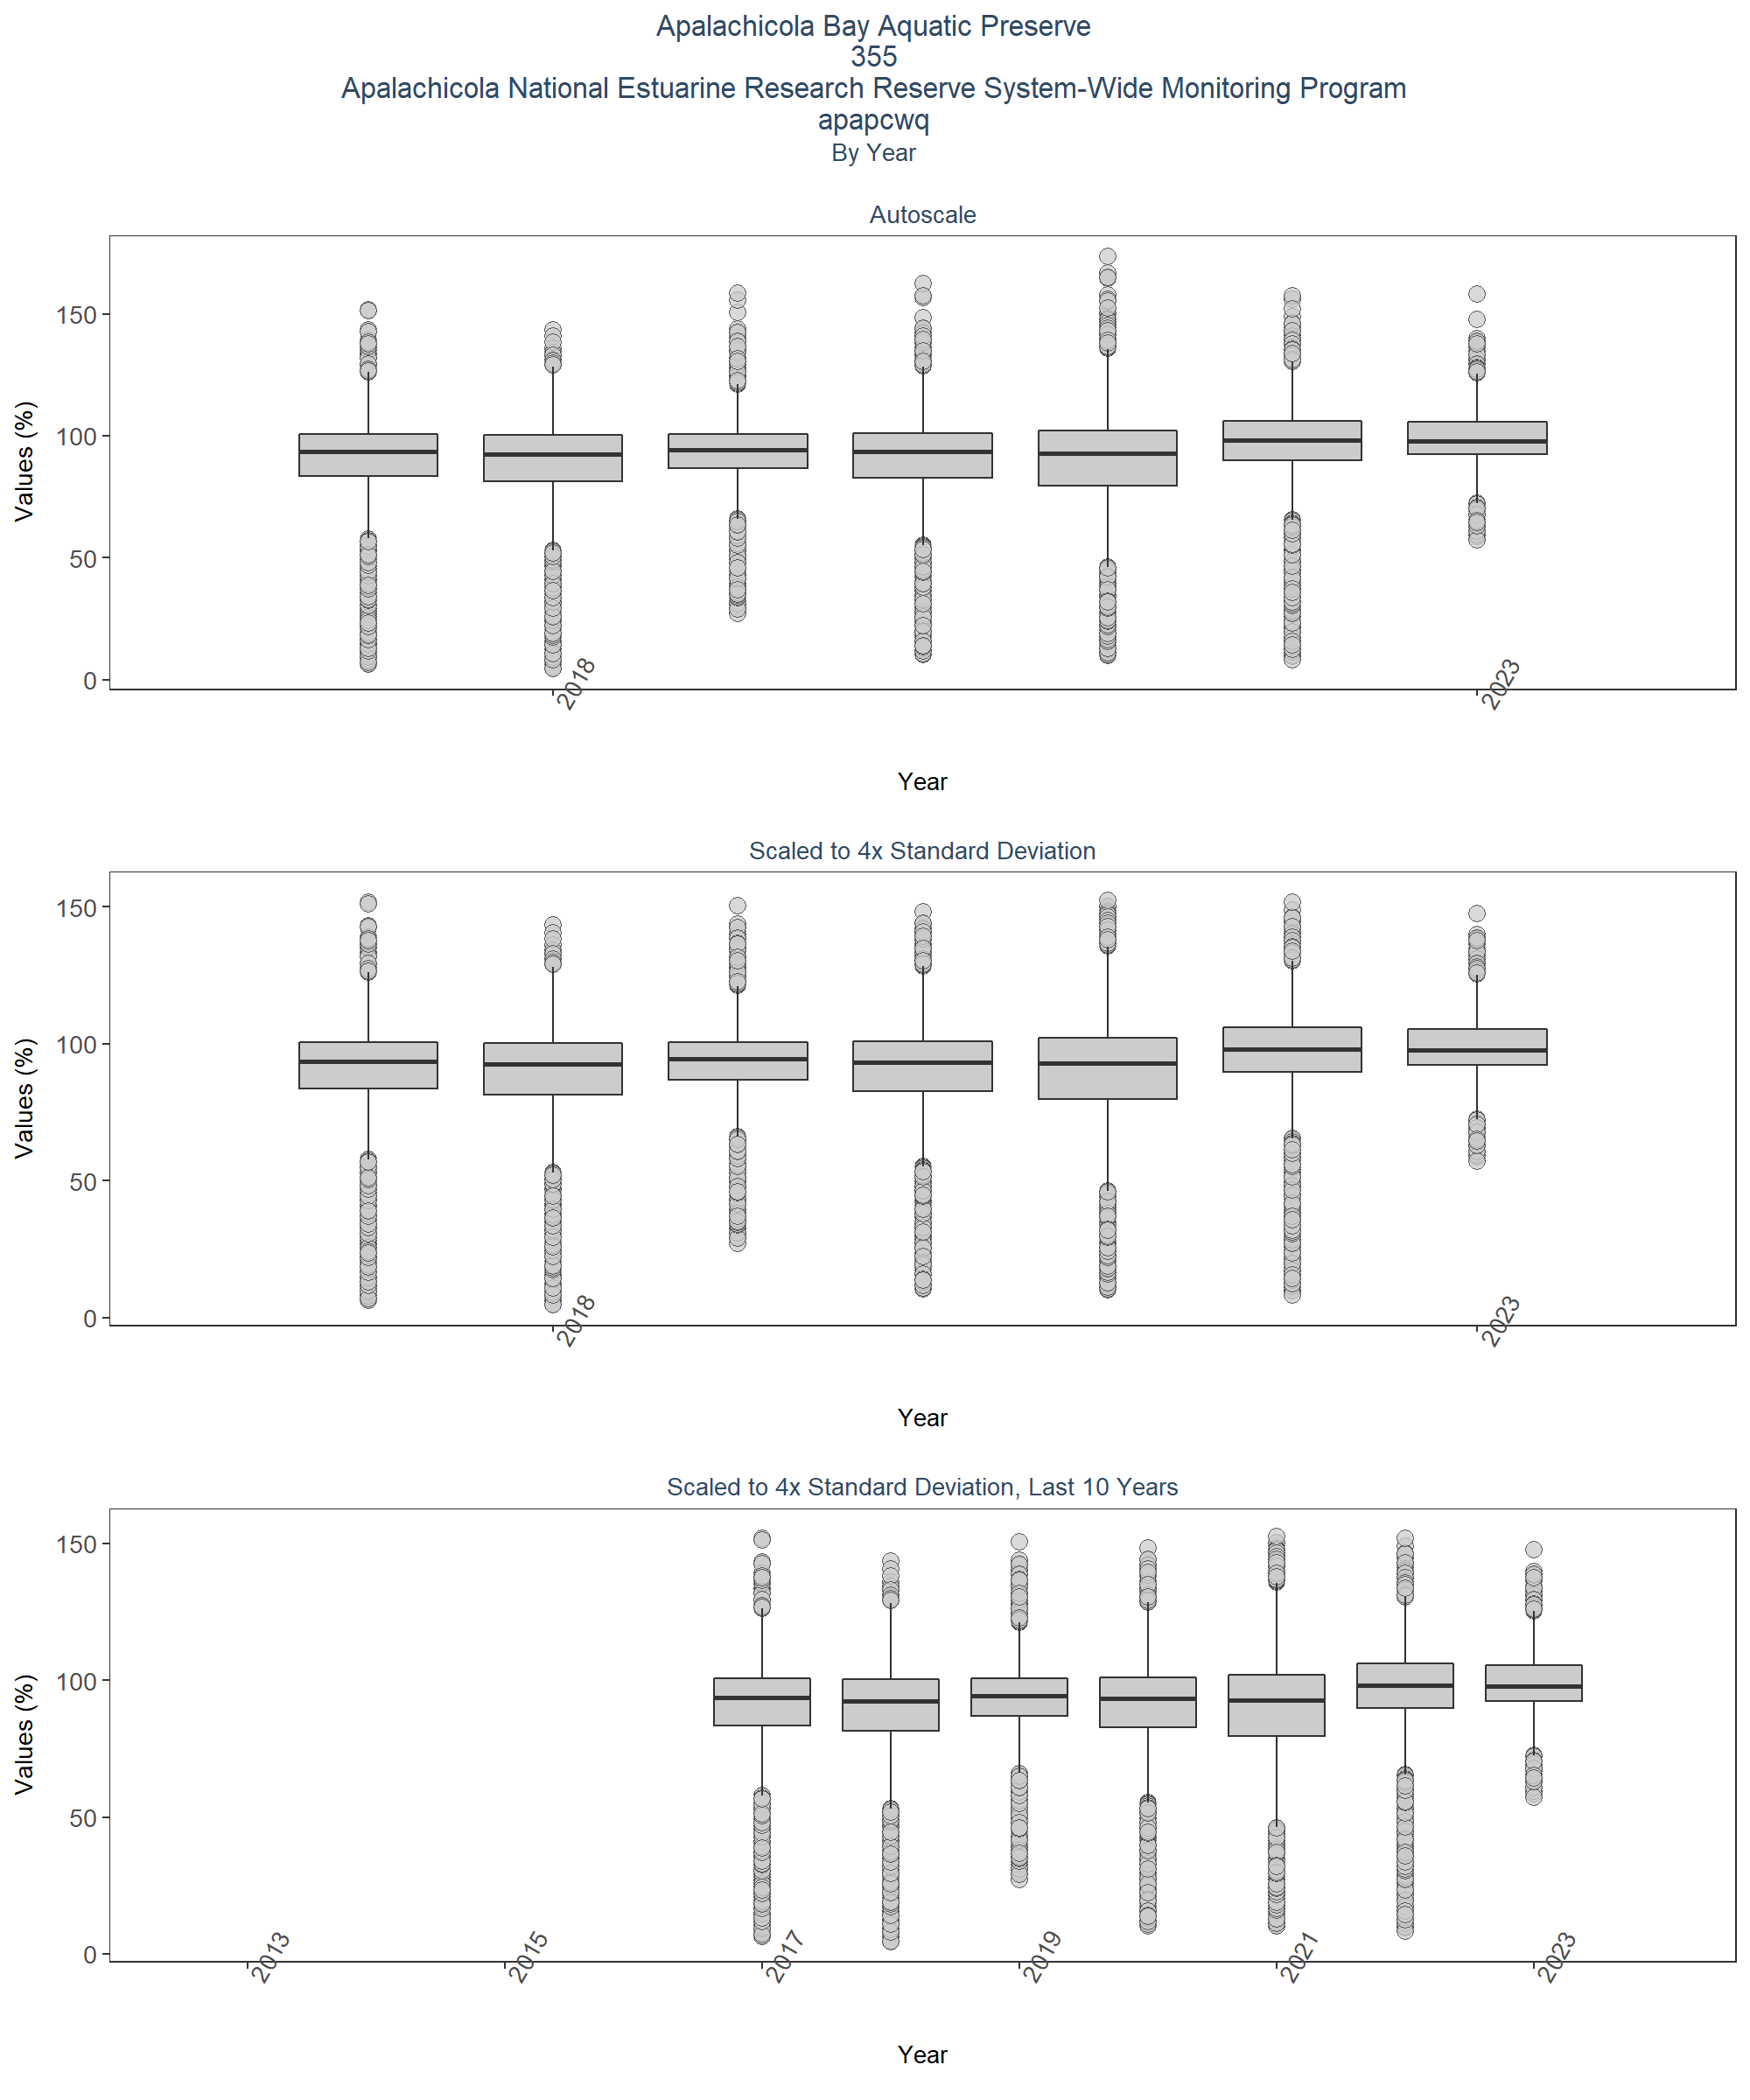 Apalachicola Bay Aquatic Preserve
355
Apalachicola National Estuarine Research Reserve System-Wide Monitoring Program
apapcwq
By Year
Autoscale
Values (%)
150
100
50
0
2018
2023
Year
Scaled to 4x Standard Deviation
Values (%)
150
100
50
0
2018
2023
Year
Scaled to 4x Standard Deviation, Last 10 Years
Values (%)
150
100
50
0
2013
2015
2017
2019
2021
2023
Year